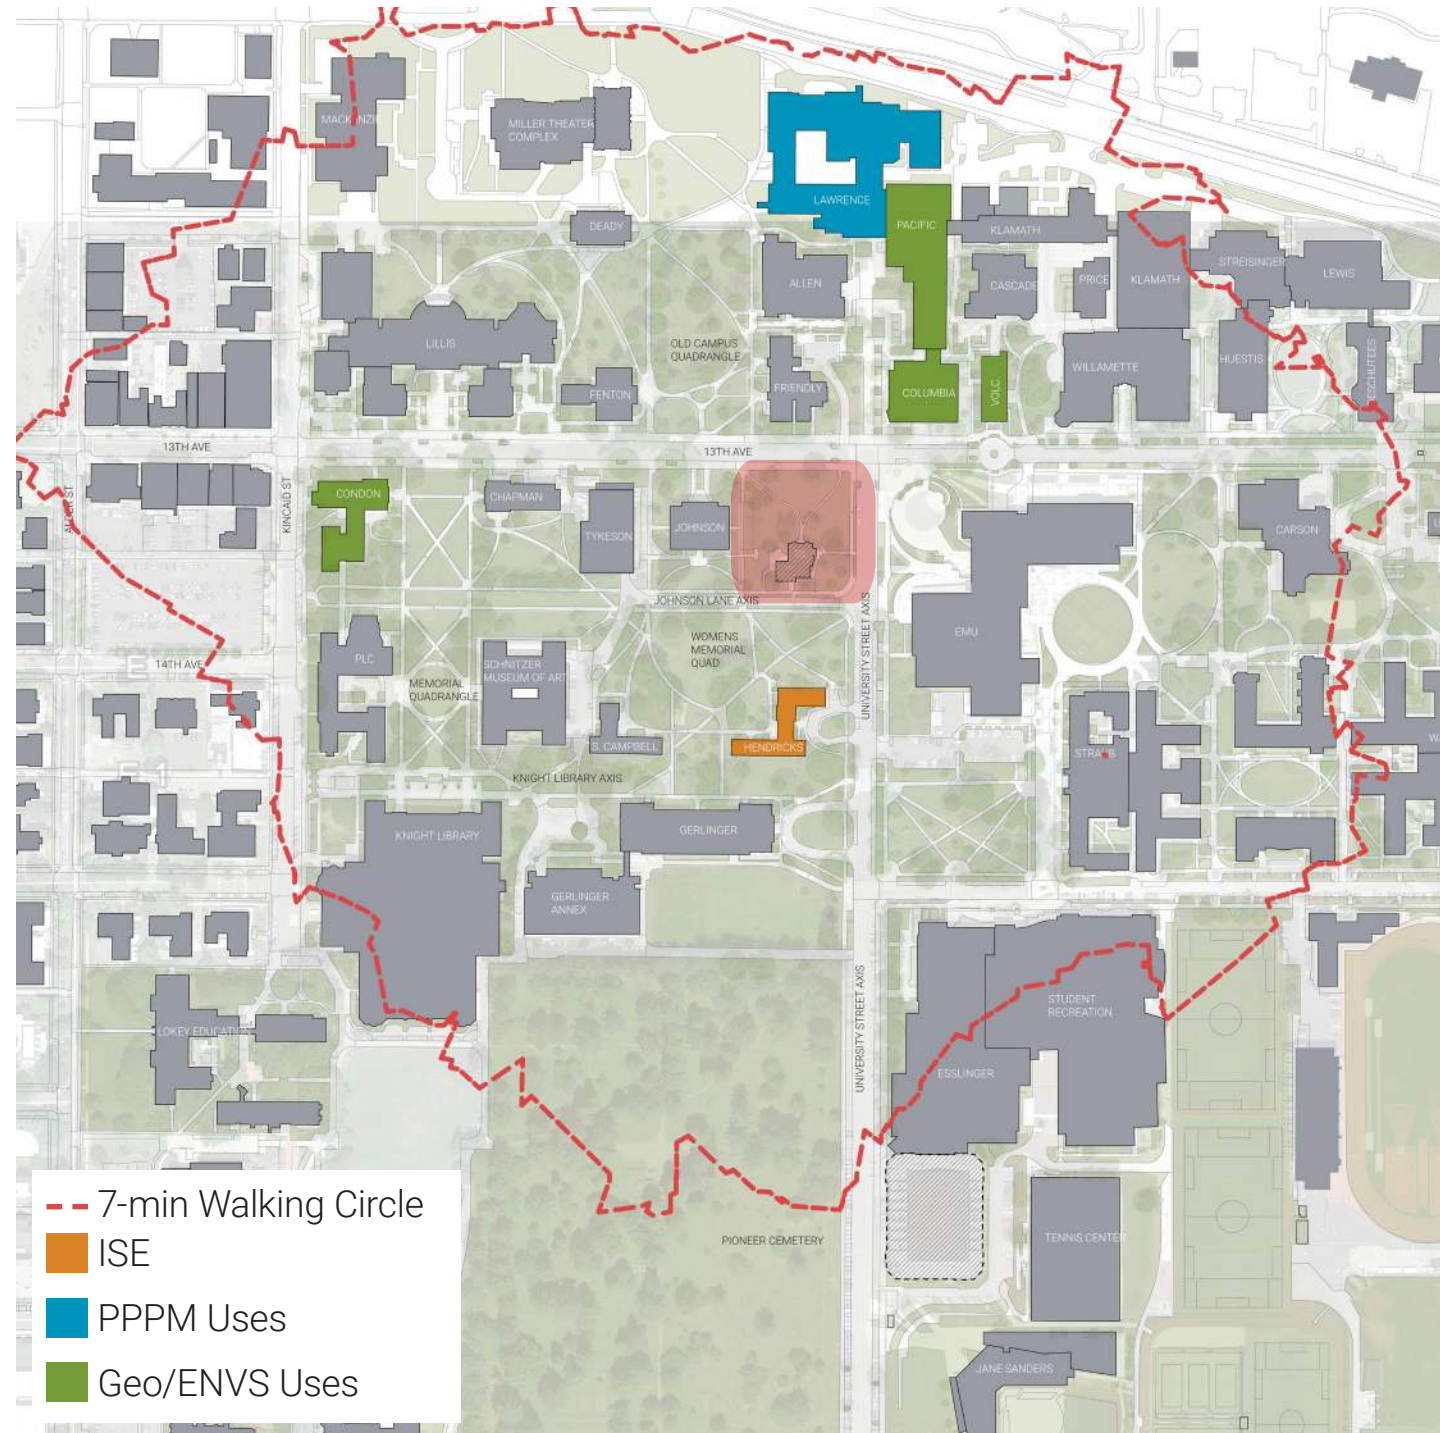 MACKENZIE
MILLER THEATER
COMPLEX
LAWRENCE
DEADY
PACIFIC
KLAMATH
STREISINGER
LEWIS
ALLEN
CASCADE
PRICE
KLAMATH
LILLIS
OLD CAMPUS
QUADRANGLE
FENTON
FRIENDLY
COLUMBIA
VOLC.
WILLAMETTE
HUESTIS
DESCHUTEES
13TH AVE
13TH AVE
ALDER ST
KINCAID ST
CONDON
CHAPMAN
TYKESON
JOHNSON
CARSON
JOHNSON LANE AXIS
UNIVERSITY STREET AXIS
EMU
14TH AVE
PLC
MEMORIAL
QUADRANGLE
SCHNITZER
MUSEUM OF ART
WOMENS
MEMORIAL
QUAD
S. CAMPBELL
HENDRICKS
STRAUB
KNIGHT LIBRARY AXIS
KNIGHT LIBRARY
GERLINGER
GERLINGER
ANNEX
LOKEY EDUCATION
UNIVERSITY STREET AXIS
STUDENT
RECREATION
ESSLINGER
PIONEER CEMETERY
TENNIS CENTER
JANE SANDERS
7-min Walking Circle
ISE
PPPM Uses
Geo/ENVS Uses